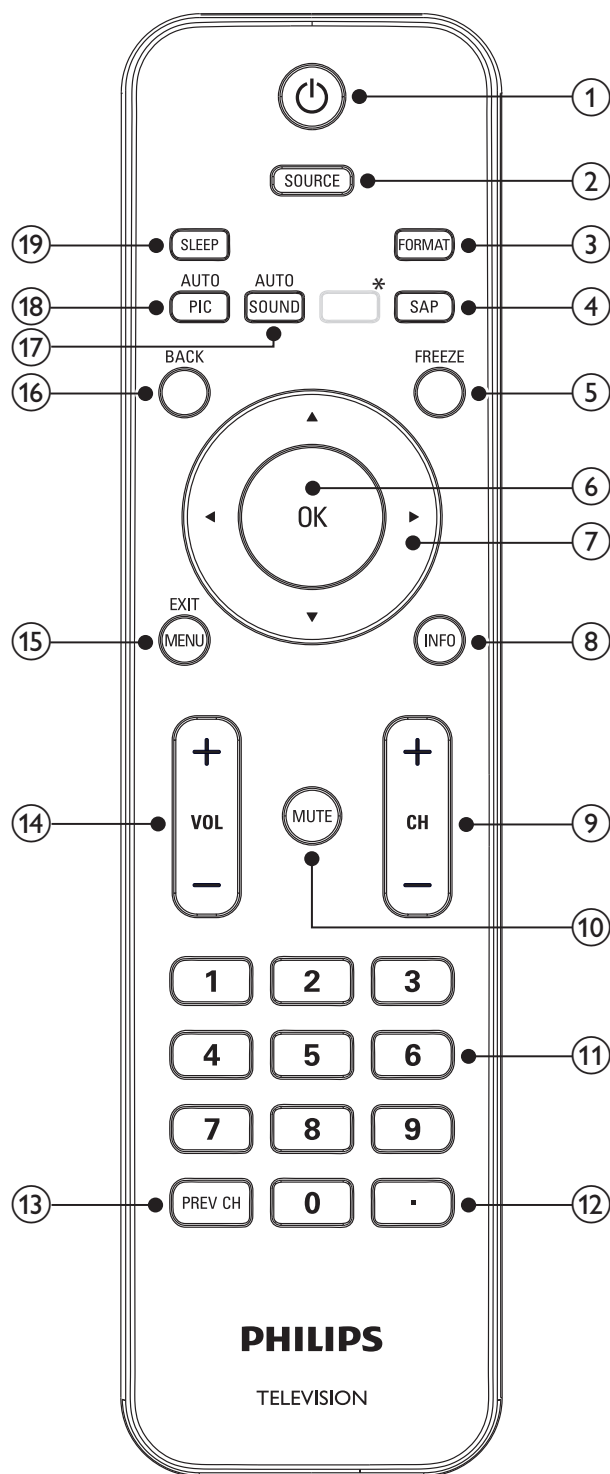 1
SOURCE
2
19
SLEEP
FORMAT
3
AUTO
AUTO
*
18
PIC
SOUND
SAP
4
17
BACK
FREEZE
16
5
6
OK
7
EXIT
15
MENU
INFO
8
+
+
14
VOL
MUTE
CH
9
−
−
10
1 2 3
4 5 6
11
7 8 9
13
PREV CH
0
.
12
PHILIPS
TELEVISION